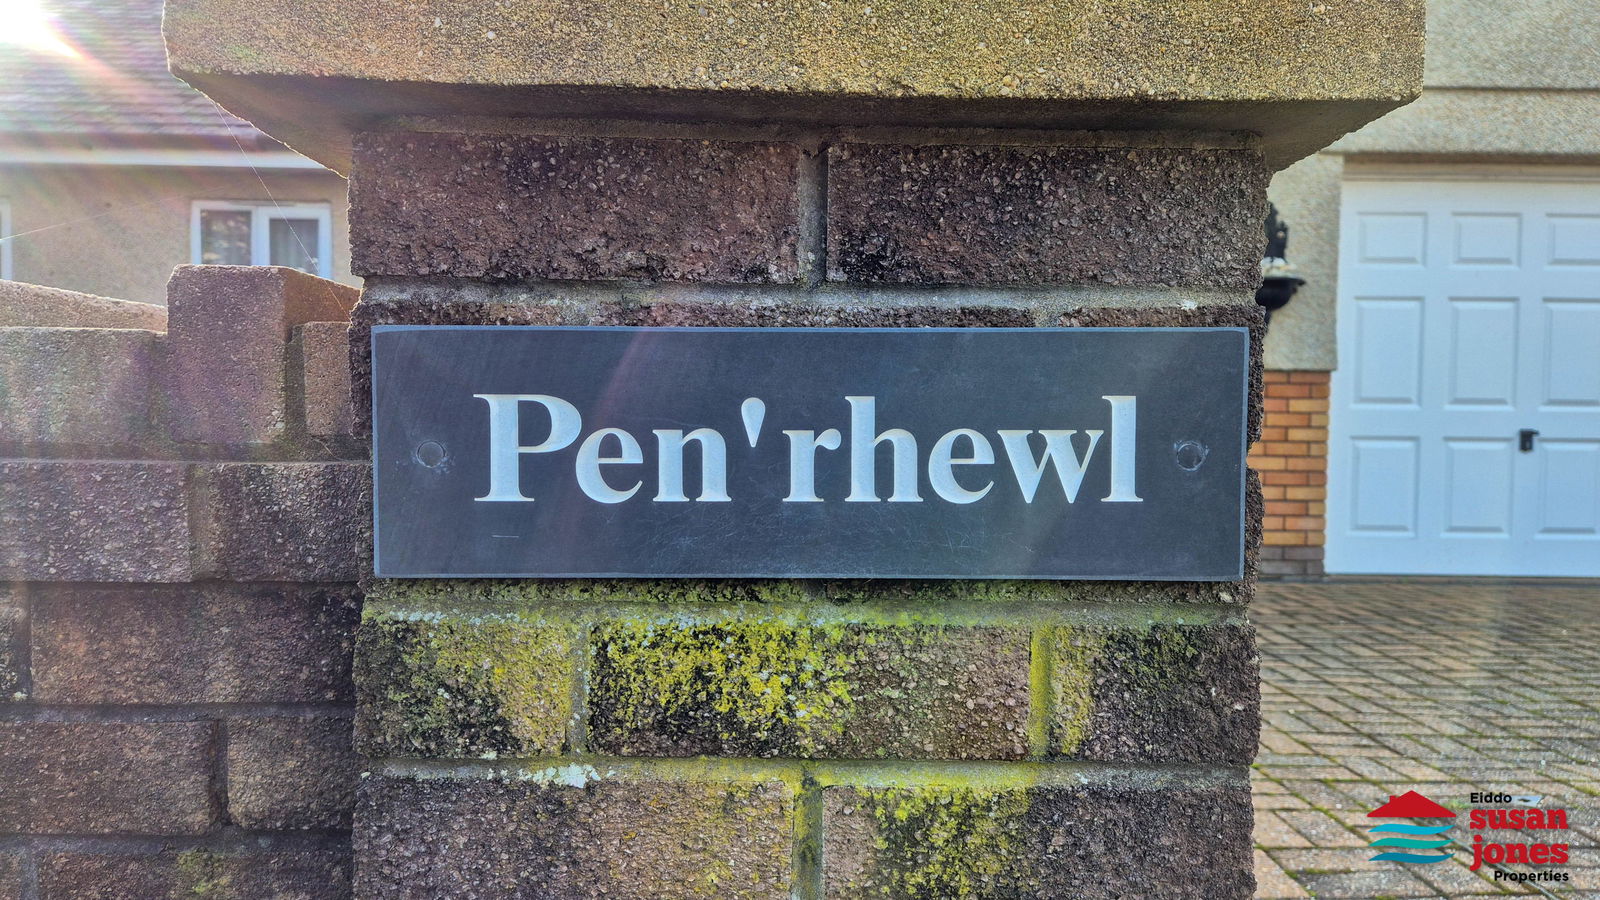 Pen'rhewl
Eiddo
susan
jones
Properties